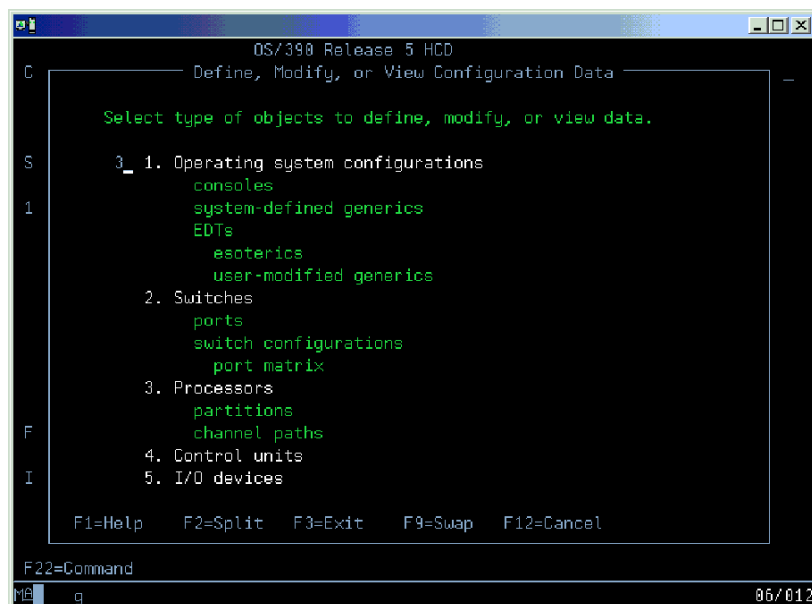 OS/390 Release 5 HCD
C Define, Modify, or View Configuration Data
Select type of objects to define, modify, or view data.
S 3_ 1. Operating system configurations
consoles
1 system-defined generics
EDTs
esoterics
user-modified generics
2. Switches
ports
switch configurations
port matrix
3. Processors
partitions
F channel paths
4. Control units
I 5. I/O devices
F1=Help F2=Split F3=Exit F9=Swap F12=Cancel
F22=Command
MA q 06/012